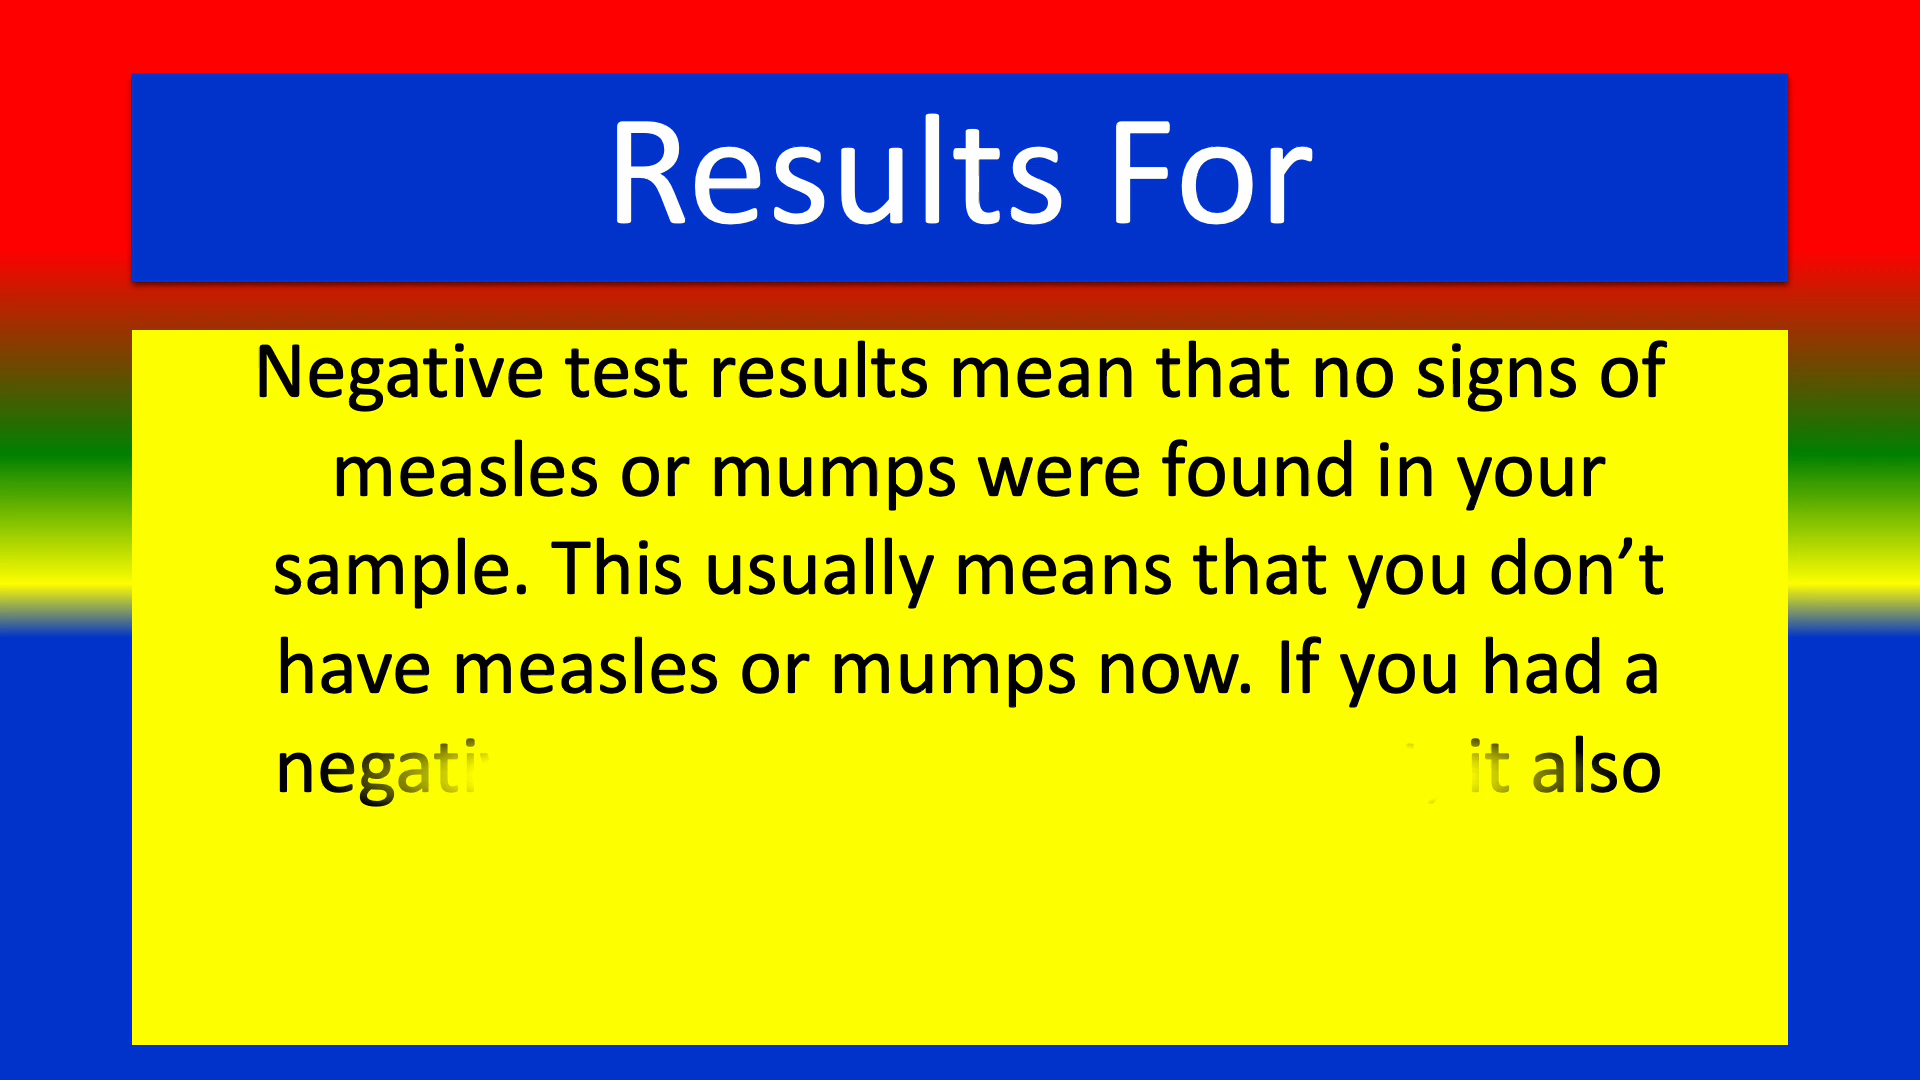 Results For
Negative test results mean that no signs of
measles or mumps were found in your
sample. This usually means that you don’t
have measles or mumps now. If you had a
it also